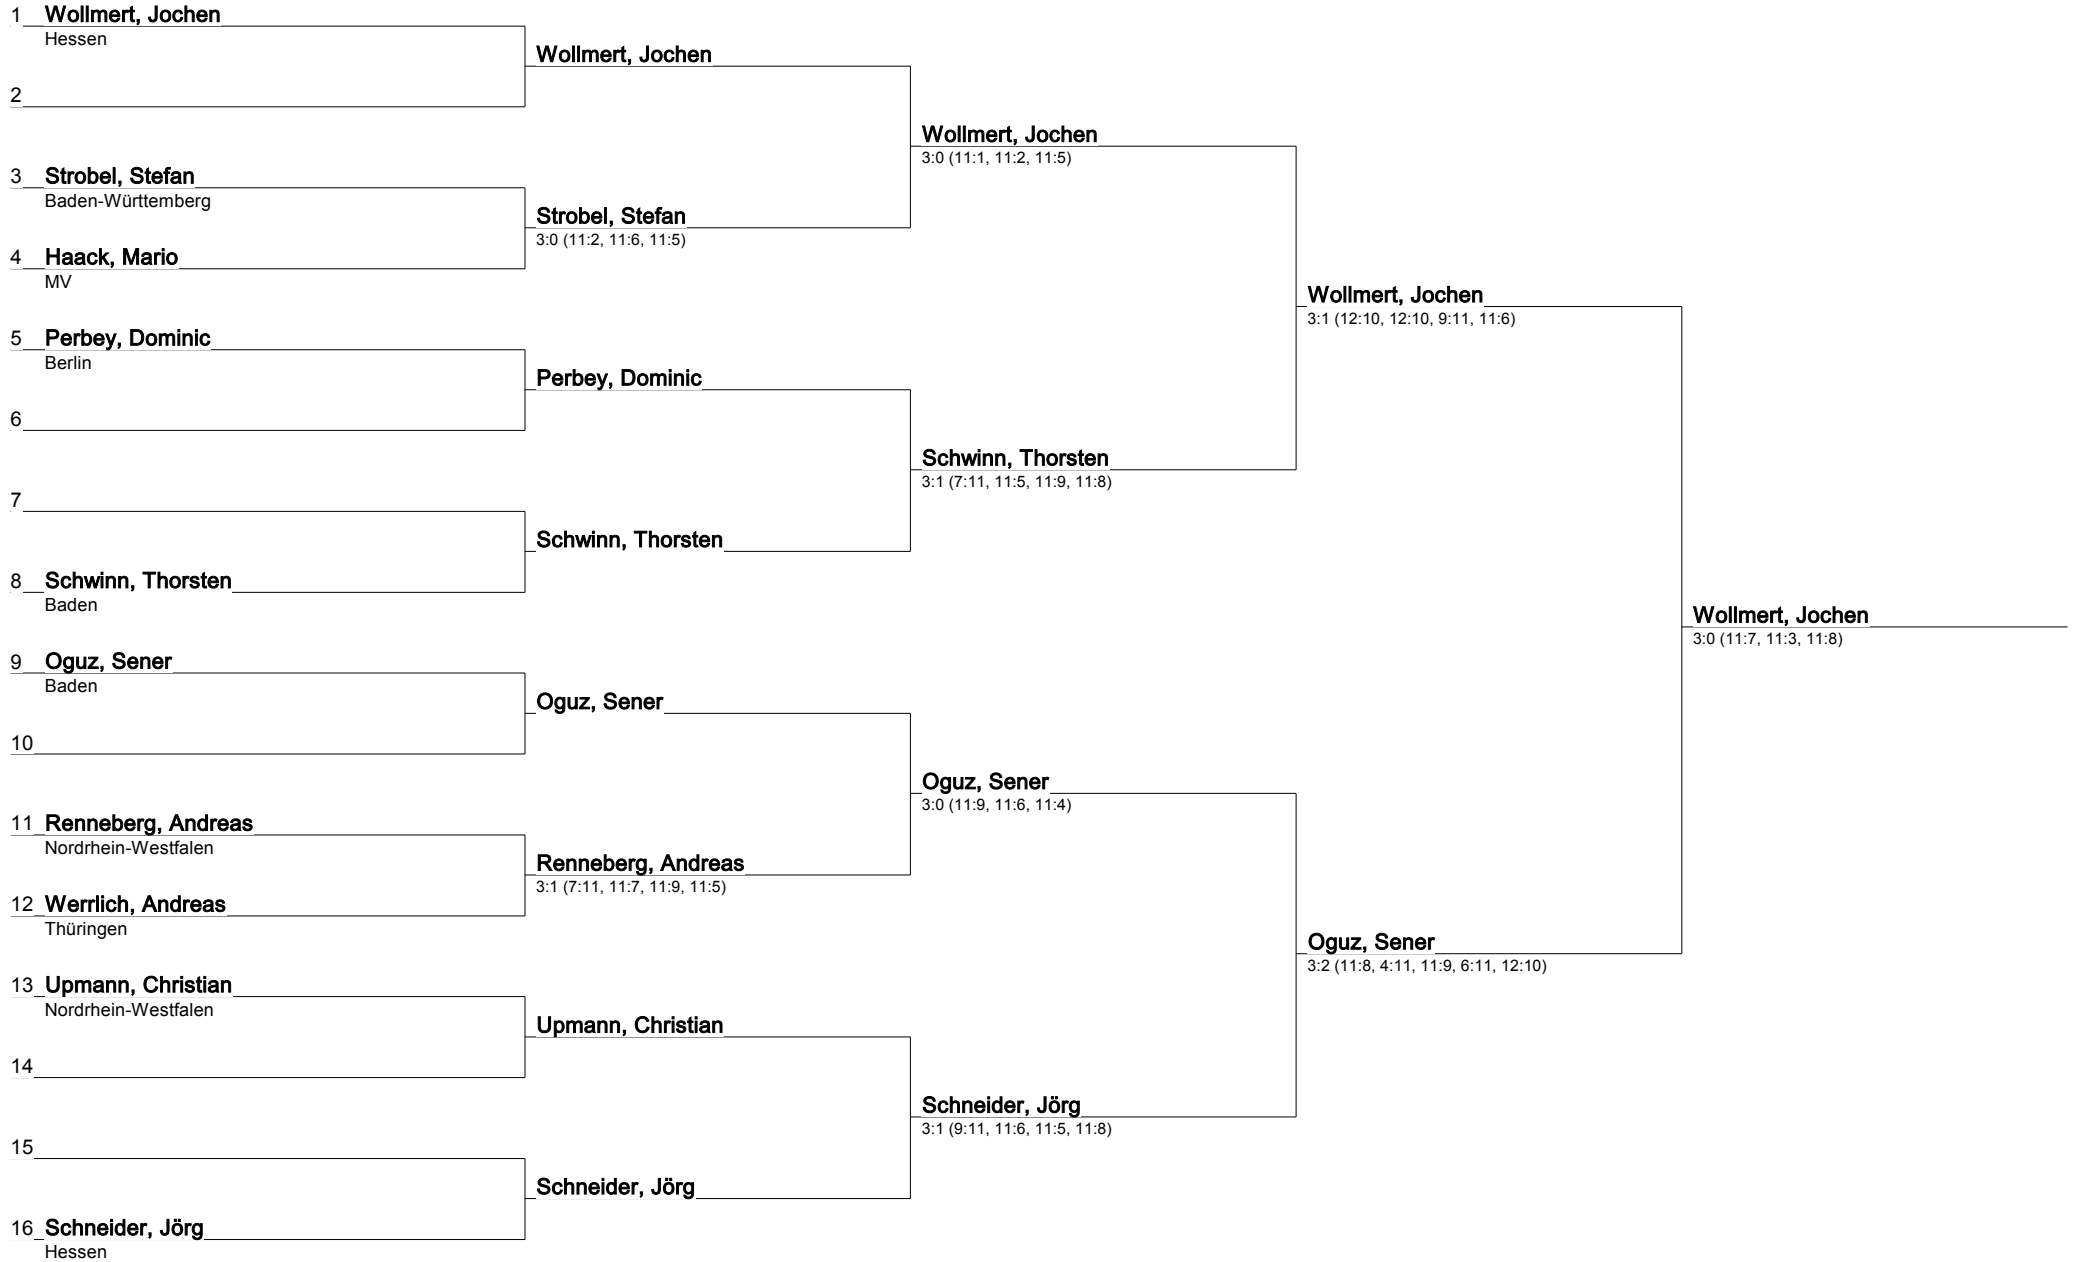 1 Wollmert, Jochen
Hessen
Wollmert, Jochen
2
Wollmert, Jochen
3:0 (11:1, 11:2, 11:5)
3 Strobel, Stefan
Baden-Württemberg
Strobel, Stefan
3:0 (11:2, 11:6, 11:5)
4 Haack, Mario
MV
Wollmert, Jochen
3:1 (12:10, 12:10, 9:11, 11:6)
5 Perbey, Dominic
Berlin
Perbey, Dominic
6
Schwinn, Thorsten
3:1 (7:11, 11:5, 11:9, 11:8)
7
Schwinn, Thorsten
8 Schwinn, Thorsten
Baden
Wollmert, Jochen
3:0 (11:7, 11:3, 11:8)
9 Oguz, Sener
Baden
Oguz, Sener
10
Oguz, Sener
3:0 (11:9, 11:6, 11:4)
11 Renneberg, Andreas
Nordrhein-Westfalen
Renneberg, Andreas
3:1 (7:11, 11:7, 11:9, 11:5)
12 Werrlich, Andreas
Thüringen
Oguz, Sener
3:2 (11:8, 4:11, 11:9, 6:11, 12:10)
13 Upmann, Christian
Nordrhein-Westfalen
Upmann, Christian
14
Schneider, Jörg
3:1 (9:11, 11:6, 11:5, 11:8)
15
Schneider, Jörg
16 Schneider, Jörg
Hessen